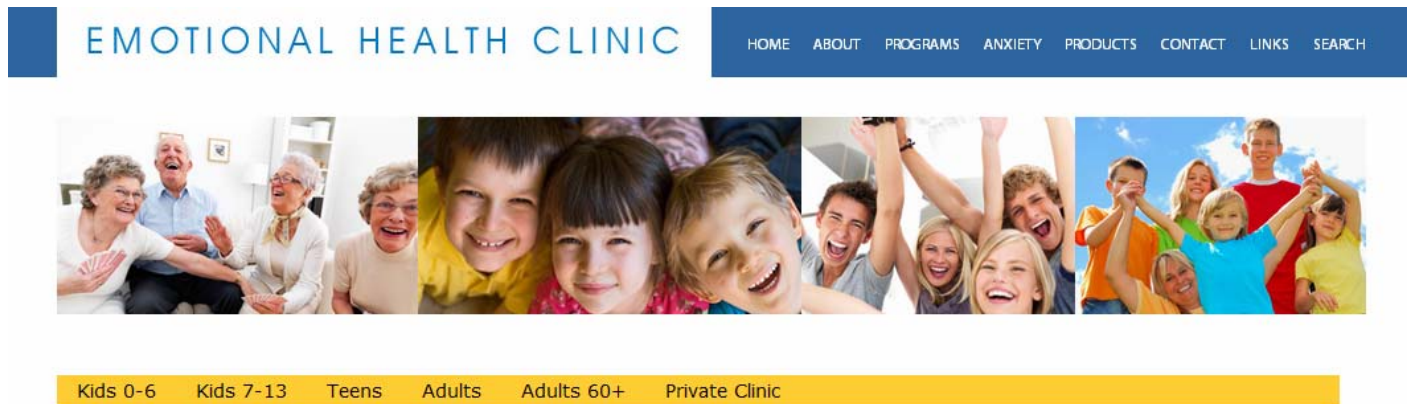 EMOTIONAL HEALTH CLINIC
HOME ABOUT PROGRAMS ANXIETY PRODUCTS CONTACT LINKS SEARCH
Kids 0-6 Kids 7-13 Teens Adults Adults 60+ Private Clinic